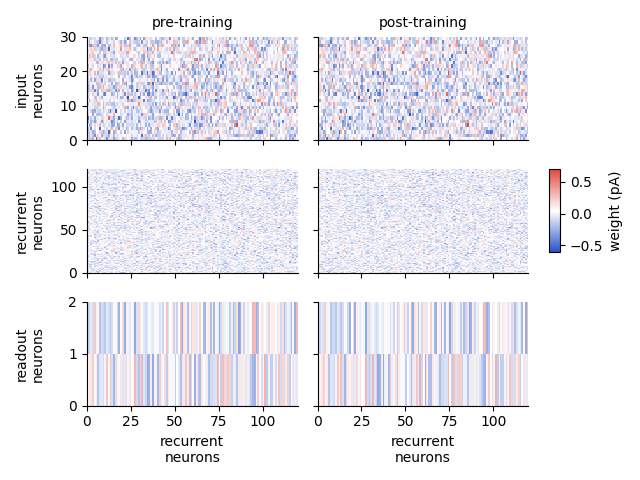 pre-training
post-training
30
20
10
0
input
neurons
100
50
0
recurrent
neurons
0.5
0.0
−0.5
weight (pA)
2
1
0
readout
neurons
0
25
50
75
100
0
25
50
75
100
recurrent
neurons
recurrent
neurons